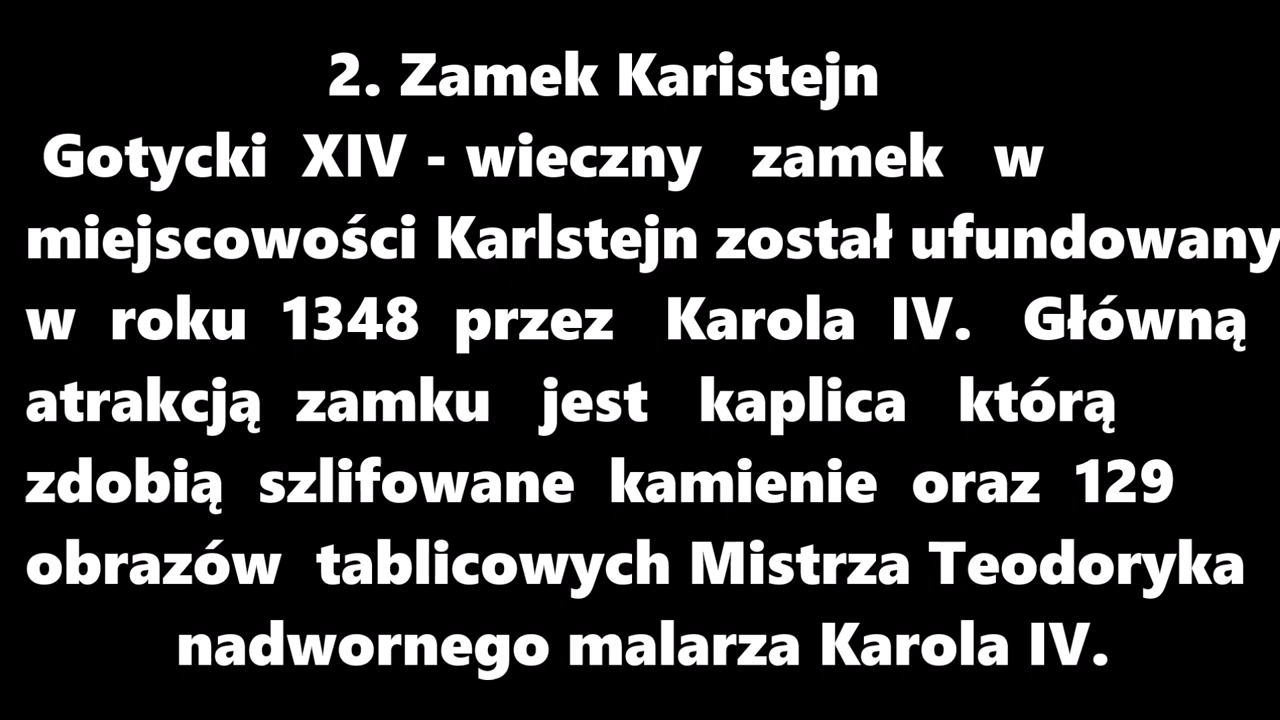 2. Zamek Karistejn
Gotycki XIV - wieczny zamek w
miejscowości Karlstejn został ufundowany
w roku 1348 przez Karola IV. Główną
atrakcją zamku jest kaplica którą
zdobią szlifowane kamienie oraz 129
obrazów tablicowych Mistrza Teodoryka
nadwornego malarza Karola IV.